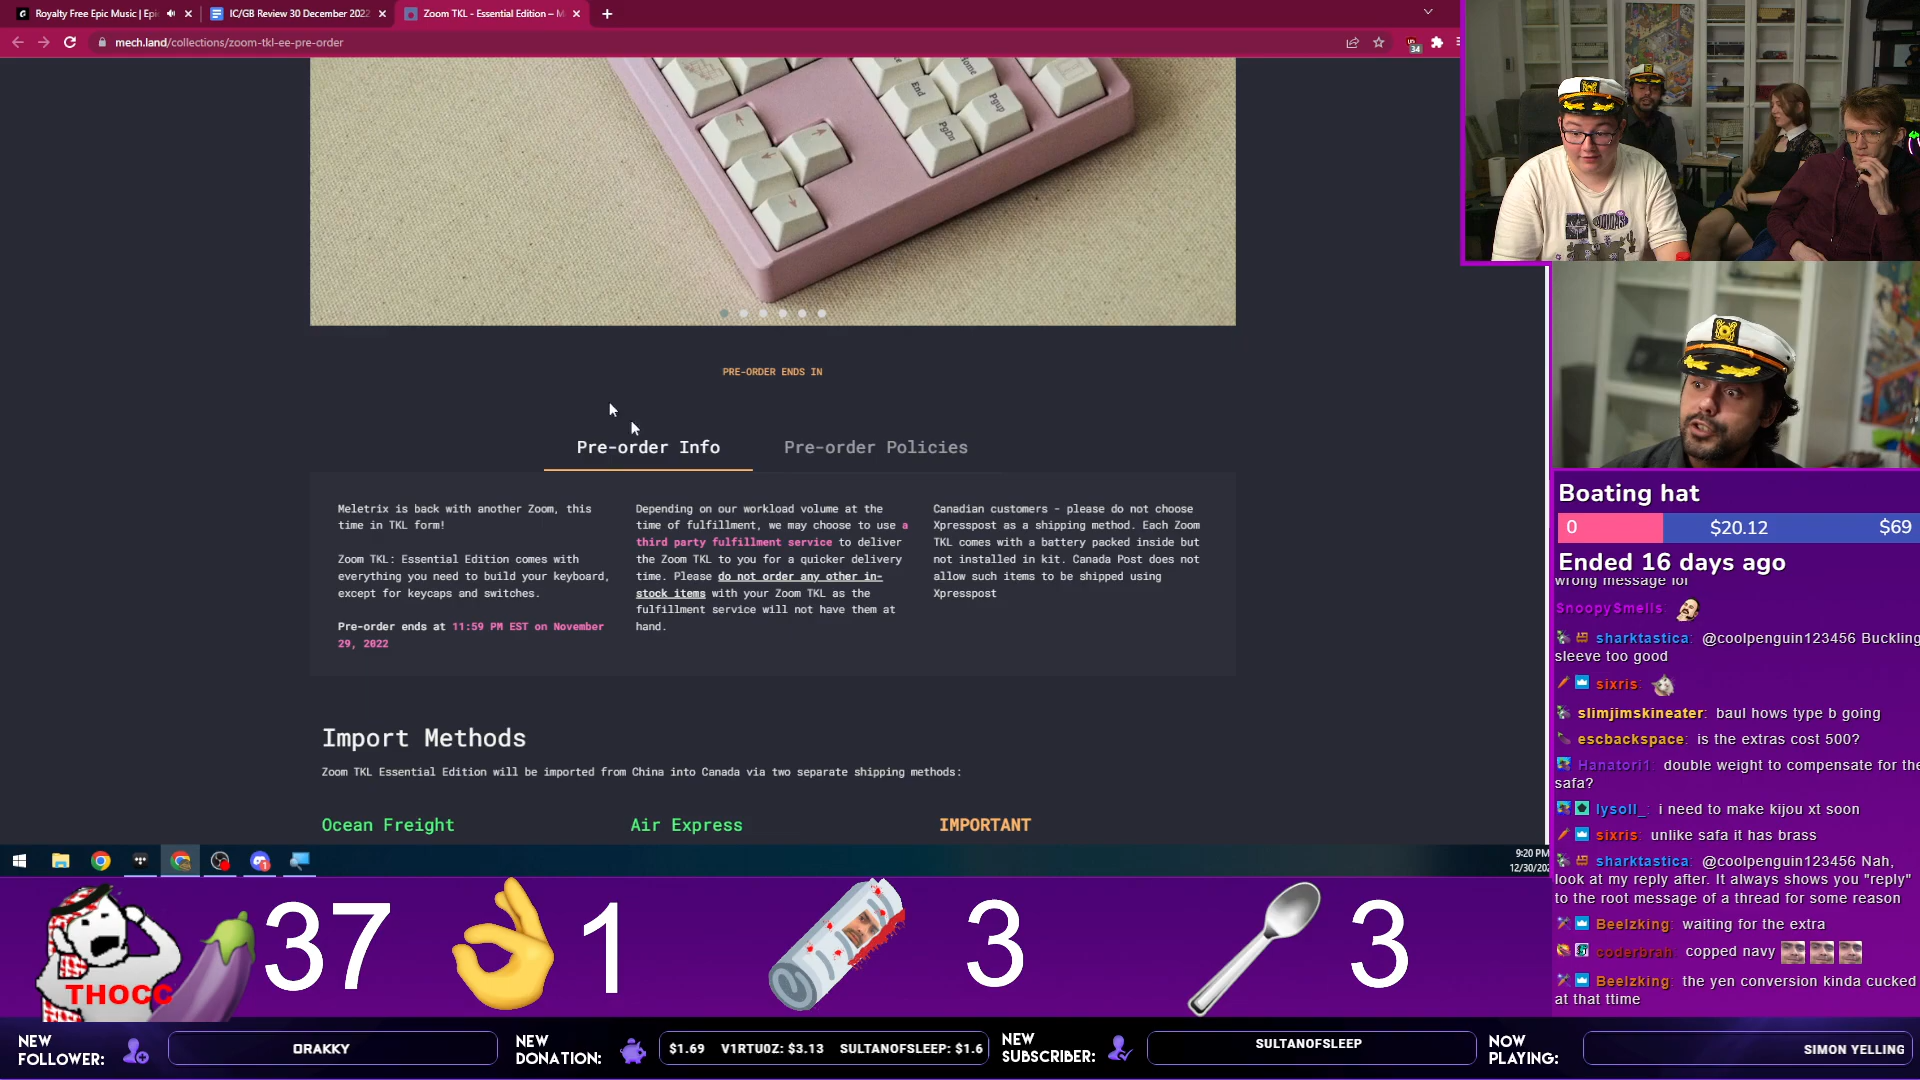 Royalty Free Epic Music | Epi
IC/GB Review 30 December 2022
Zoom TKL - Essential Edition – M
mech.land/collections/zoom-tkl-ee-pre-order
34
Home
End
PgUp
PgDn
PRE-ORDER ENDS IN
Pre-order Info
Pre-order Policies
Meletrix is back with another Zoom, this
time in TKL form!
Zoom TKL: Essential Edition comes with
everything you need to build your keyboard,
except for keycaps and switches.
Pre-order ends at 11:59 PM EST on November
29, 2022
Depending on our workload volume at the
time of fulfillment, we may choose to use a
third party fulfillment service to deliver
the Zoom TKL to you for a quicker delivery
time. Please do not order any other in-
stock items with your Zoom TKL as the
fulfillment service will not have them at
hand.
Canadian customers - please do not choose
Xpresspost as a shipping method. Each Zoom
TKL comes with a battery packed inside but
not installed in kit. Canada Post does not
allow such items to be shipped using
Xpresspost
Import Methods
Zoom TKL Essential Edition will be imported from China into Canada via two separate shipping methods:
Ocean Freight
Air Express
IMPORTANT
9:20 PM
12/30/202
Boating hat
0 $20.12 $69
Ended 16 days ago
wrong message lol
SnoopySmells:
sharktastica: @coolpenguin123456 Buckling
sleeve too good
sixris:
slimjimskineater: baul hows type b going
escbackspace: is the extras cost 500?
Hanatori1: double weight to compensate for the
safa?
lysoll_: i need to make kijou xt soon
sixris: unlike safa it has brass
sharktastica: @coolpenguin123456 Nah,
look at my reply after. It always shows you "reply"
to the root message of a thread for some reason
Beelzking: waiting for the extra
coderbrah: copped navy
Beelzking: the yen conversion kinda cucked
at that ttime
THOCC
37
1
3
3
NEW
FOLLOWER:
DRAKKY
NEW
DONATION:
$1.69 V1RTU0Z: $3.13 SULTANOFSLEEP: $1.6
NEW
SUBSCRIBER:
SULTANOFSLEEP
NOW
PLAYING:
SIMON YELLING